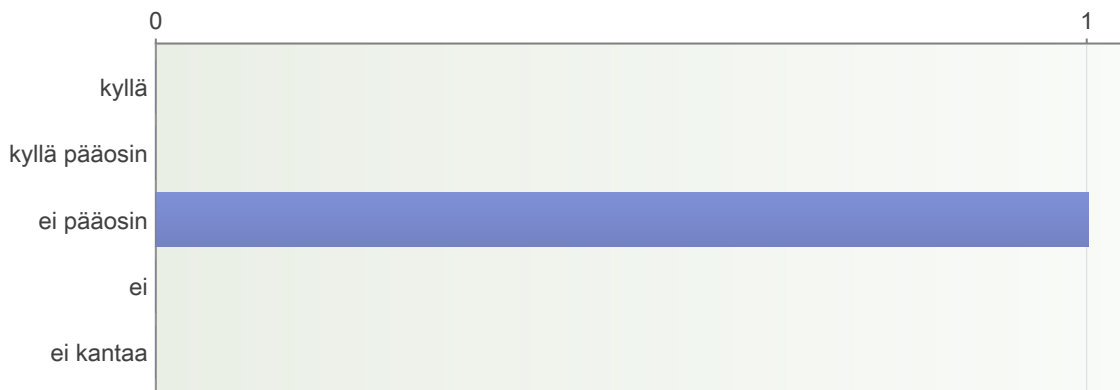 0 1
kyllä
kyllä pääosin
ei pääosin
ei
ei kantaa